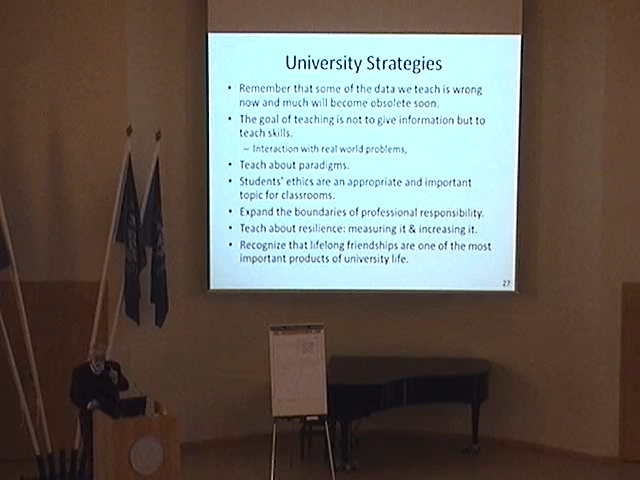 University Strategies
• Remember that some of the data we teach is wrong
now and much will become obsolete soon.
• The goal of teaching is not to give information but to
teach skills.
– Interaction with real world problems,
• Teach about paradigms.
• Students' ethics are an appropriate and important
topic for classrooms.
• Expand the boundaries of professional responsibility.
• Teach about resilience: measuring it & increasing it.
• Recognize that lifelong friendships are one of the most
important products of university life.
27